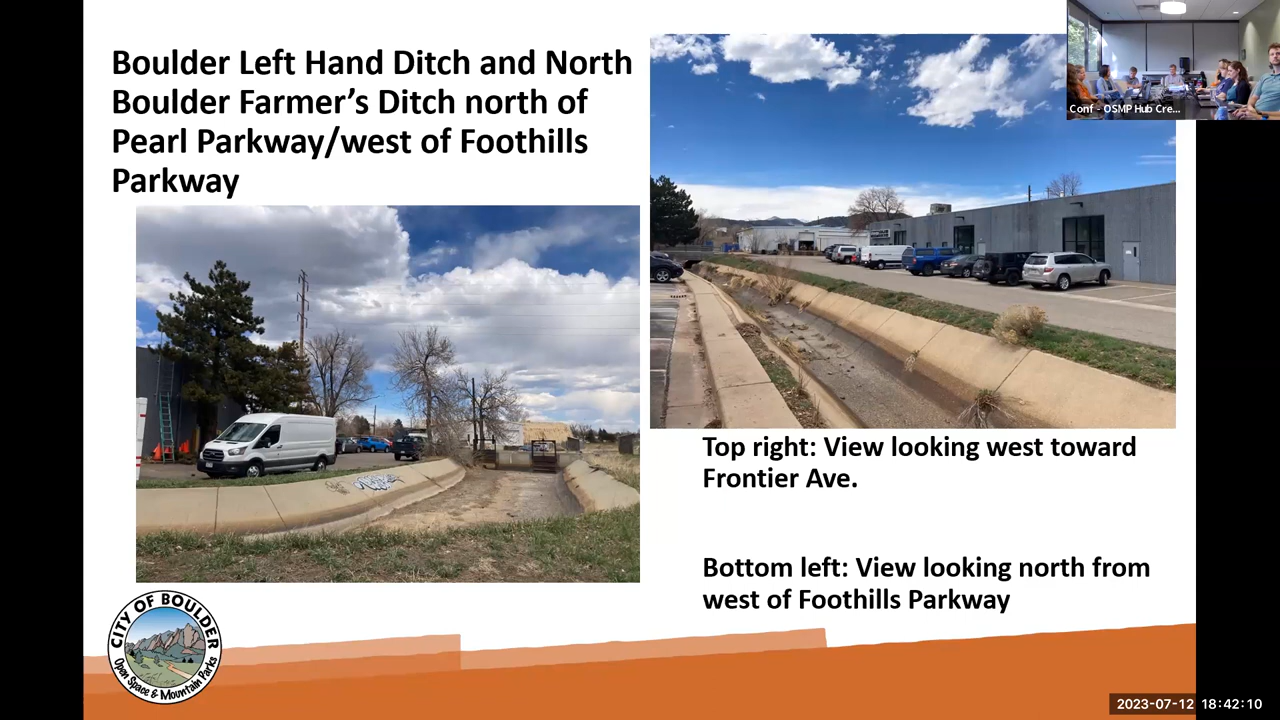 Boulder Left Hand Ditch and North
Boulder Farmer's Ditch north of
Pearl Parkway/west of Foothills
Parkway
Conf - OSMP Hub Cre...
Top right: View looking west toward
Frontier Ave.
Bottom left: View looking north from
west of Foothills Parkway
CITY OF BOULDER
Open Space & Mountain Parks
2023-07-12 18:42:10